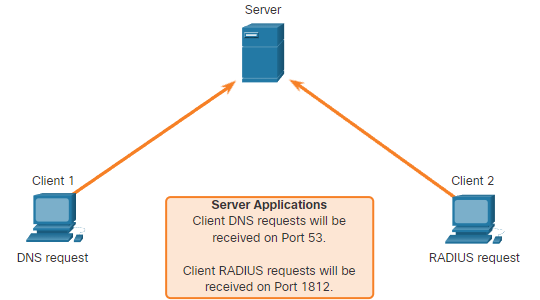 Server
Client 1
Client 2
Server Applications
Client DNS requests will be
received on Port 53.
Client RADIUS requests will be
received on Port 1812.
DNS request
RADIUS request